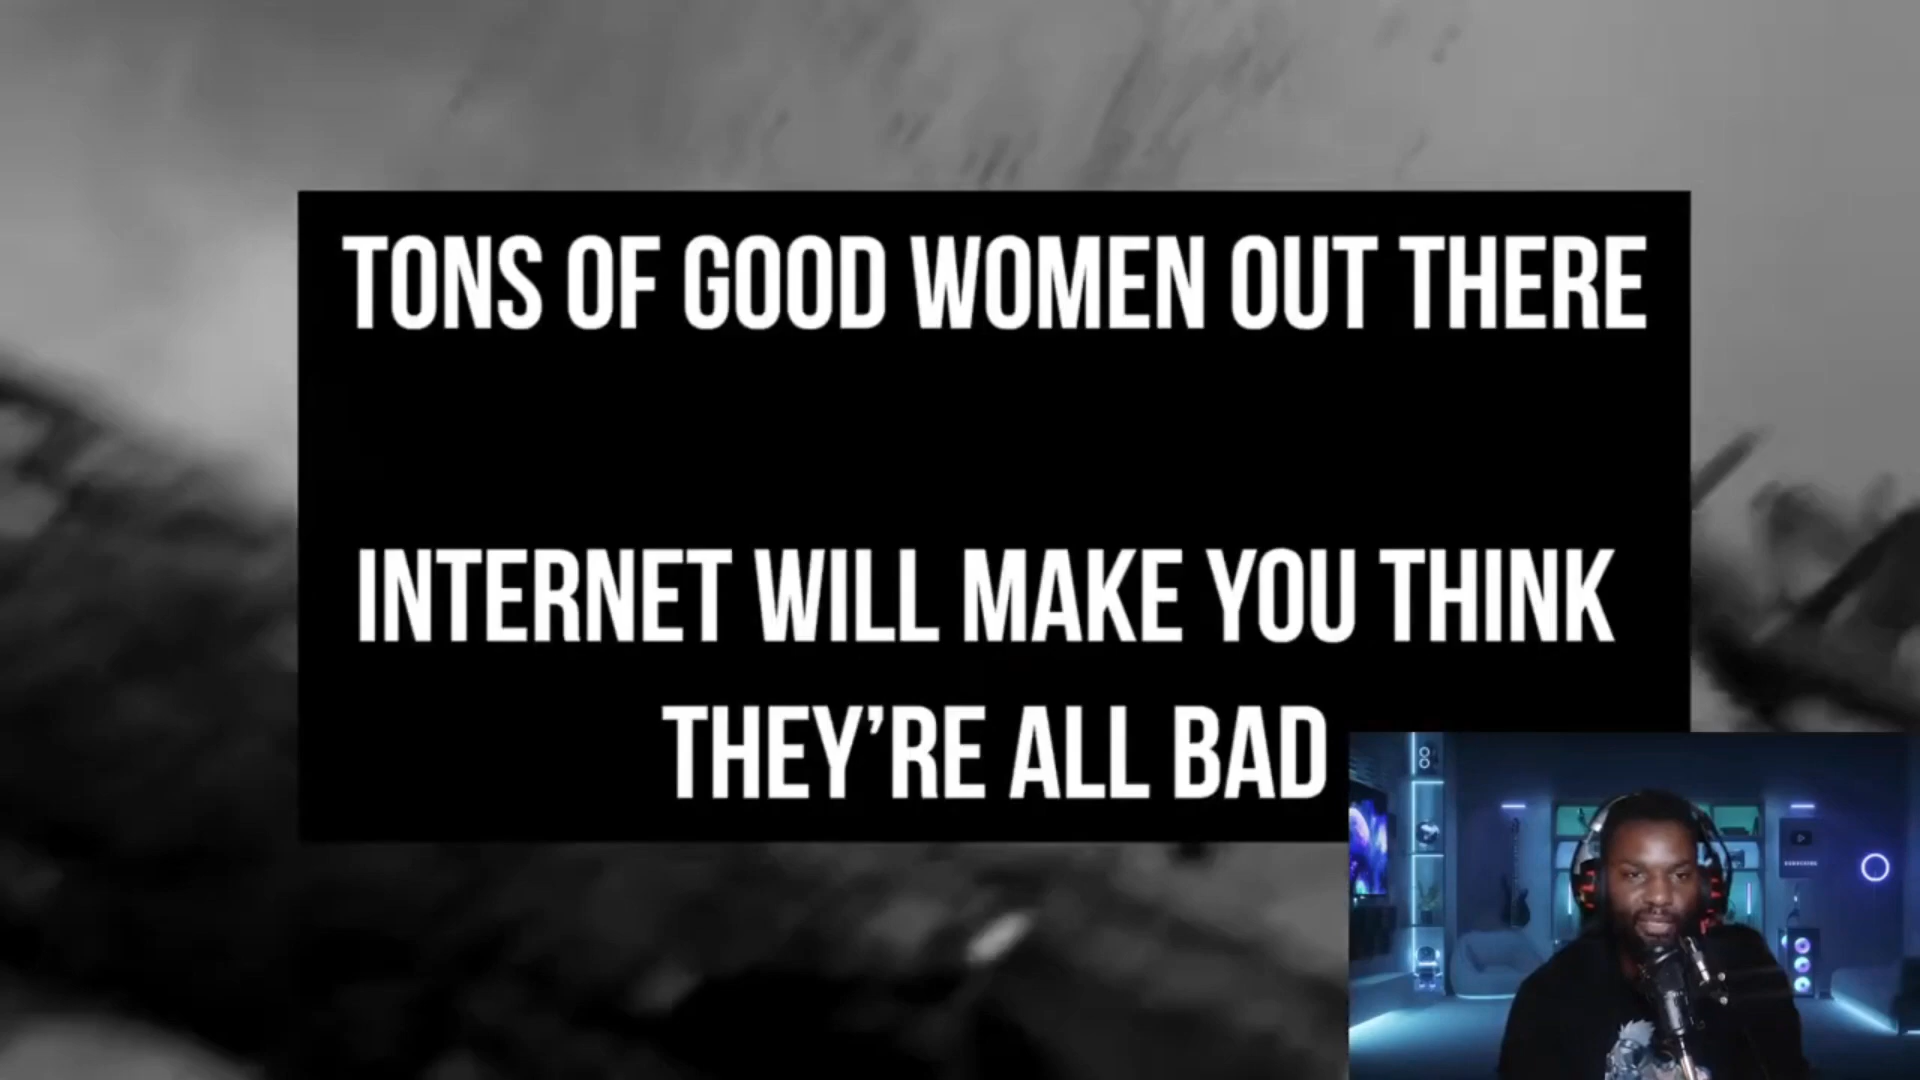 TONS OF GOOD WOMEN OUT THERE
INTERNET WILL MAKE YOU THINK
THEY’RE ALL BAD